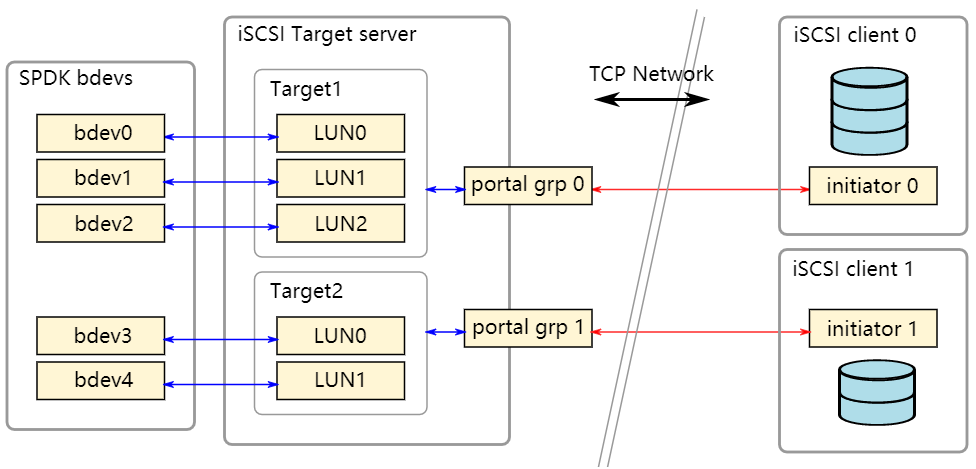 SPDK bdevs
bdev0
bdev1
bdev2
bdev3
bdev4
iSCSI Target server
Target1
LUN0
LUN1
LUN2
Target2
LUN0
LUN1
portal grp 0
portal grp 1
TCP Network
iSCSI client 0
initiator 0
iSCSI client 1
initiator 1